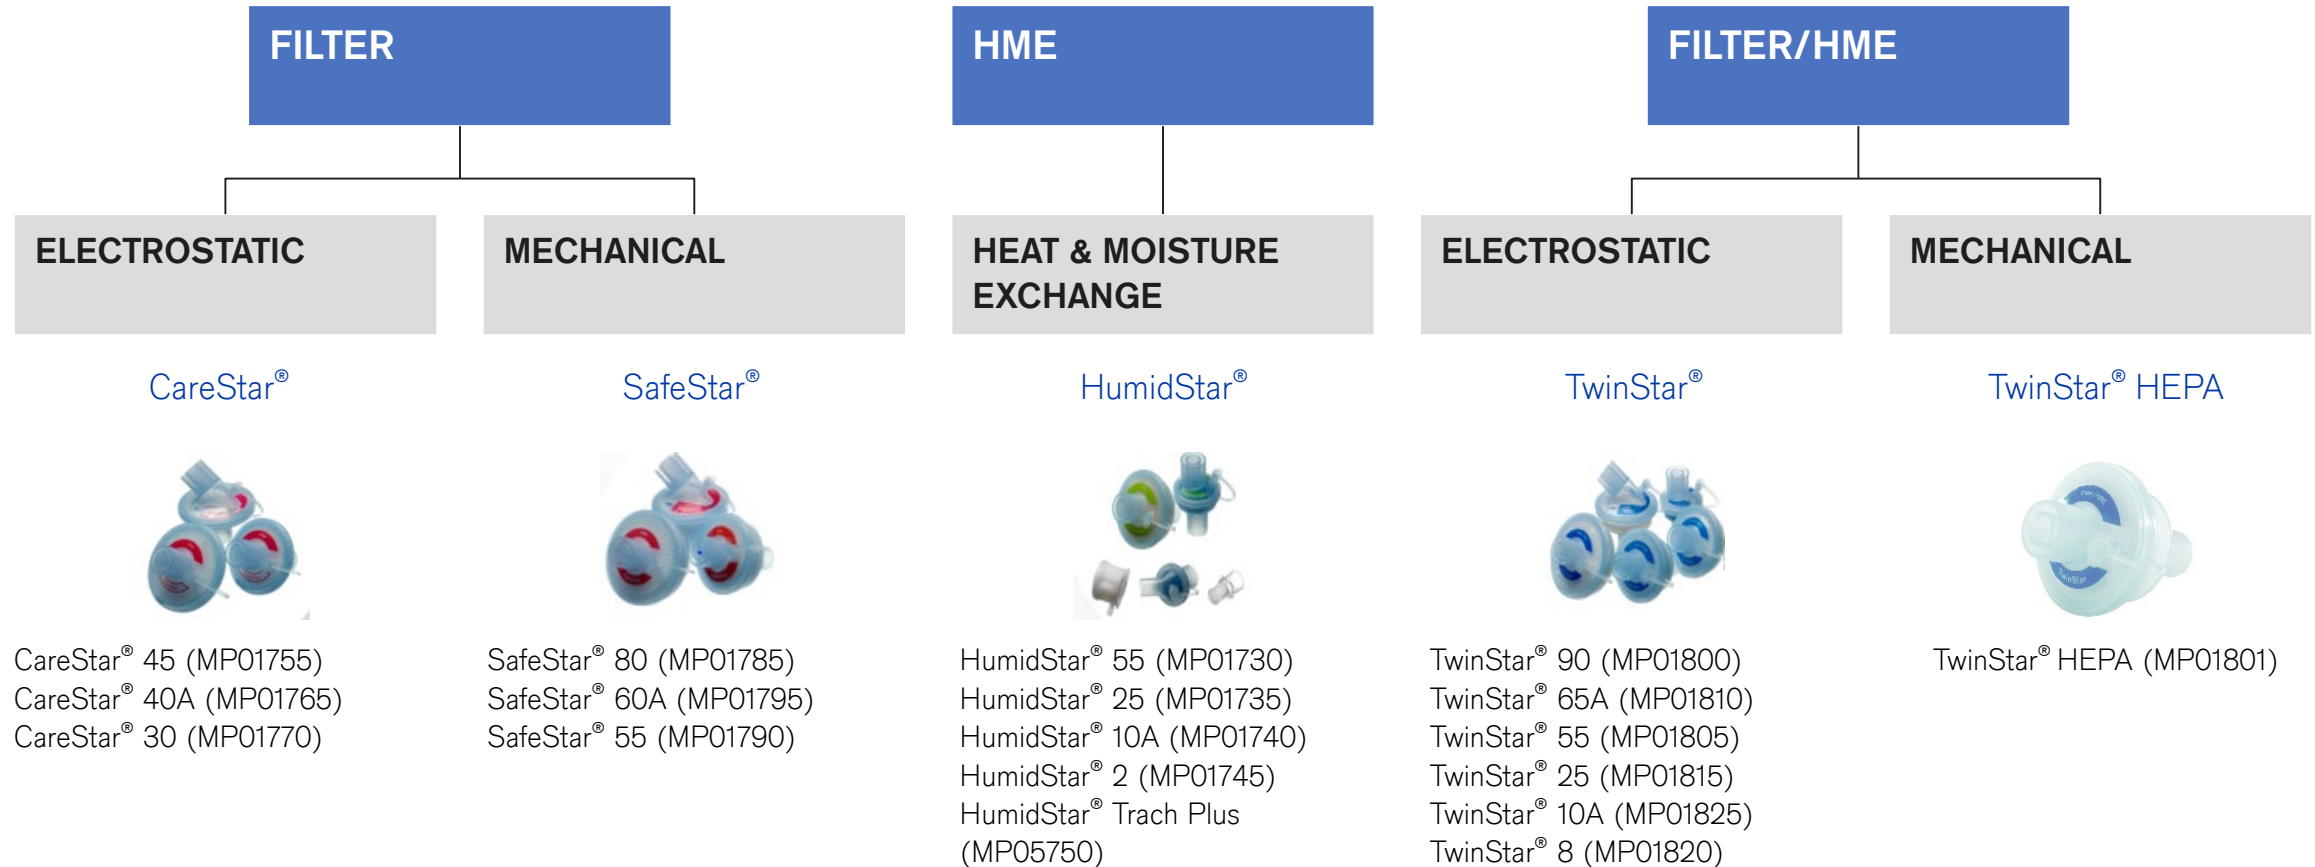 FILTER
HME
FILTER/HME
ELECTROSTATIC
MECHANICAL
HEAT & MOISTURE
EXCHANGE
ELECTROSTATIC
MECHANICAL
CareStar®
SafeStar®
HumidStar®
TwinStar®
TwinStar® HEPA
TwinStar
CareStar® 45 (MP01755)
CareStar® 40A (MP01765)
CareStar® 30 (MP01770)
SafeStar® 80 (MP01785)
SafeStar® 60A (MP01795)
SafeStar® 55 (MP01790)
HumidStar® 55 (MP01730)
HumidStar® 25 (MP01735)
HumidStar® 10A (MP01740)
HumidStar® 2 (MP01745)
HumidStar® Trach Plus
(MP05750)
TwinStar® 90 (MP01800)
TwinStar® 65A (MP01810)
TwinStar® 55 (MP01805)
TwinStar® 25 (MP01815)
TwinStar® 10A (MP01825)
TwinStar® 8 (MP01820)
TwinStar® HEPA (MP01801)